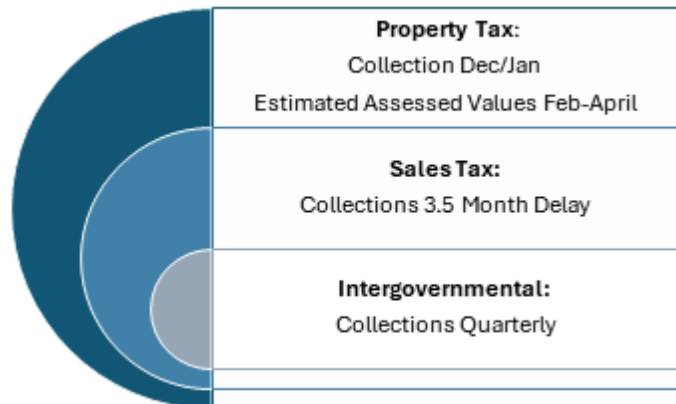 Property Tax:
Collection Dec/Jan
Estimated Assessed Values Feb-April
Sales Tax:
Collections 3.5 Month Delay
Intergovernmental:
Collections Quarterly